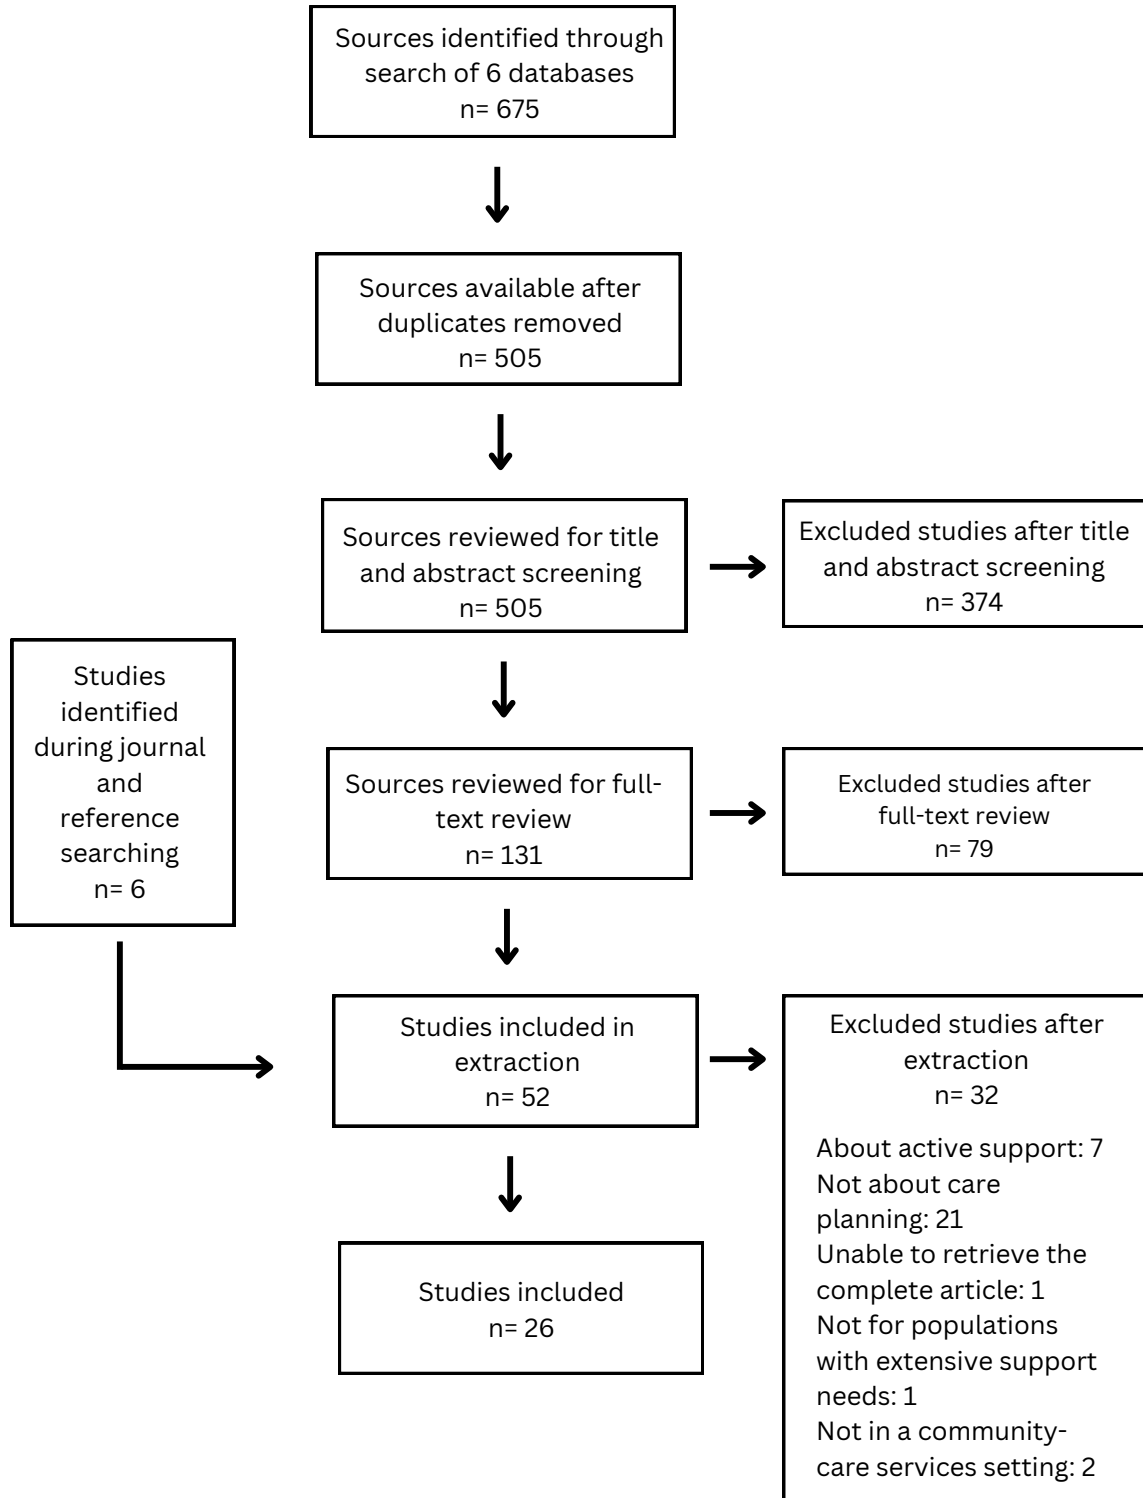 Sources identified through
search of 6 databases
n= 675
Sources available after
duplicates removed
n= 505
Sources reviewed for title
and abstract screening
n= 505
Excluded studies after title
and abstract screening
n= 374
Studies
identified
during journal
and
reference
searching
n= 6
Sources reviewed for full-
text review
n= 131
Excluded studies after
full-text review
n= 79
Studies included in
extraction
n= 52
Excluded studies after
extraction
n= 32
About active support: 7
Not about care
planning: 21
Unable to retrieve the
complete article: 1
Not for populations
with extensive support
needs: 1
Not in a community-
care services setting: 2
Studies included
n= 26